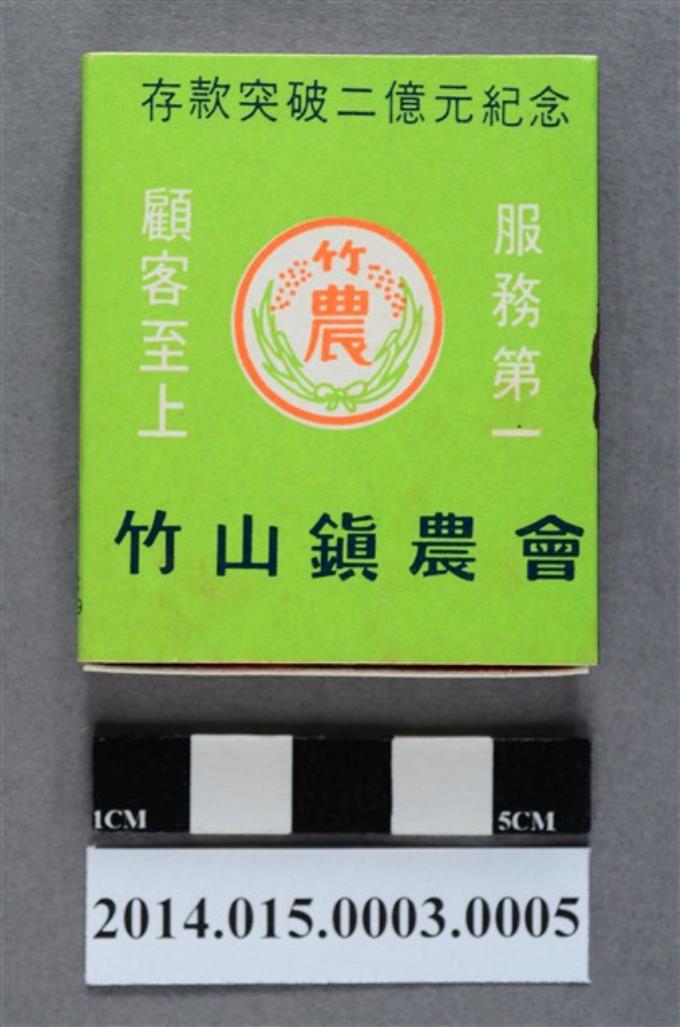 存款突破二億元紀念
服務第一
竹
農
顧客至上
竹山鎮農會
9
1CM 5CM
2014.015.0003.0005